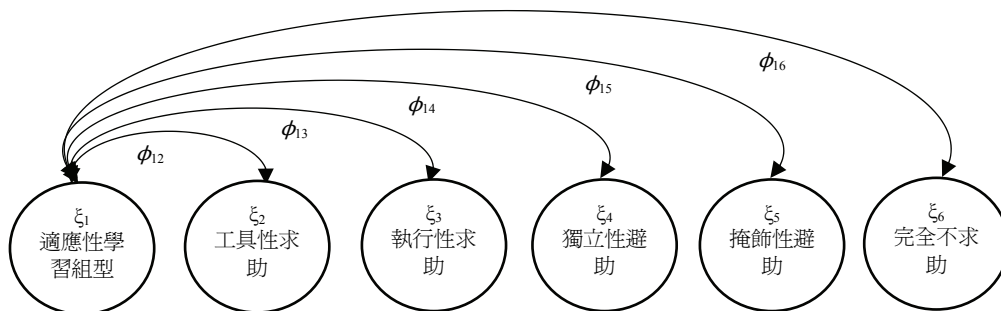 ϕ16
ϕ15
ϕ14
ϕ13
ϕ12
ξ1
適應性學
習組型
ξ2
工具性求
助
ξ3
執行性求
助
ξ4
獨立性避
助
ξ5
掩飾性避
助
ξ6
完全不求
助